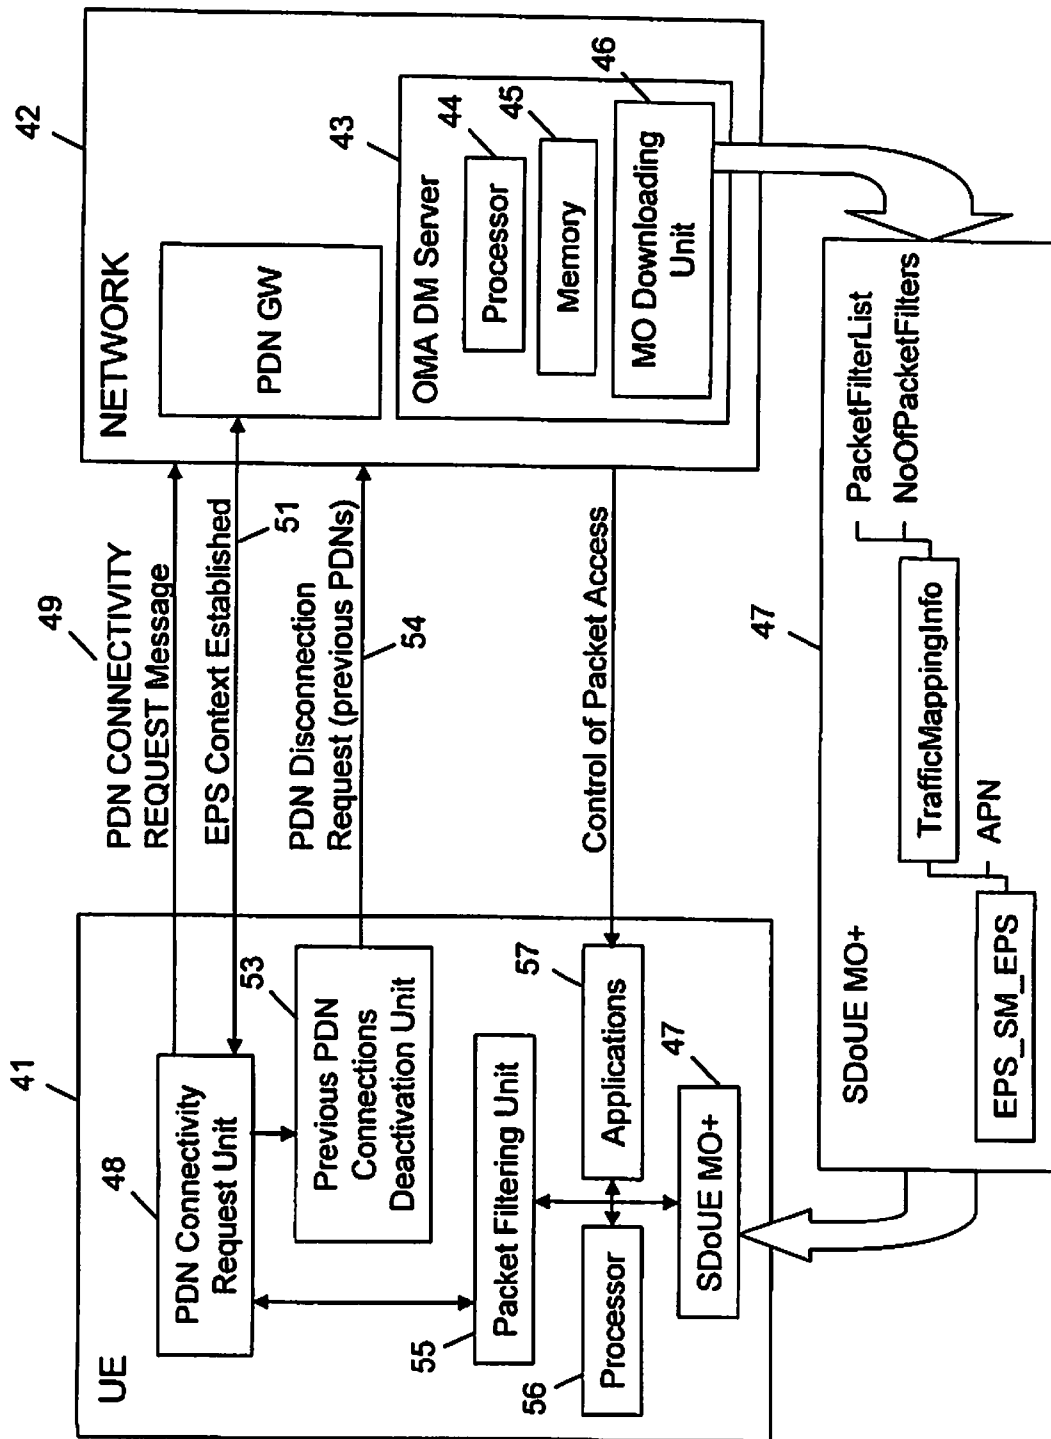 41
UE
48
PDN Connectivity
Request Unit
53
Previous PDN
Connections
Deactivation Unit
55
Packet Filtering Unit
56
Processor
57
Applications
47
SDoUE MO+
49
PDN CONNECTIVITY
REQUEST Message
EPS Context Established
51
PDN Disconnection
Request (previous PDNs)
54
Control of Packet Access
42
NETWORK
PDN GW
43
OMA DM Server
44
Processor
45
Memory
46
MO Downloading
Unit
47
SDoUE MO+
EPS_SM_EPS
APN
TrafficMappingInfo
PacketFilterList
NoOfPacketFilters